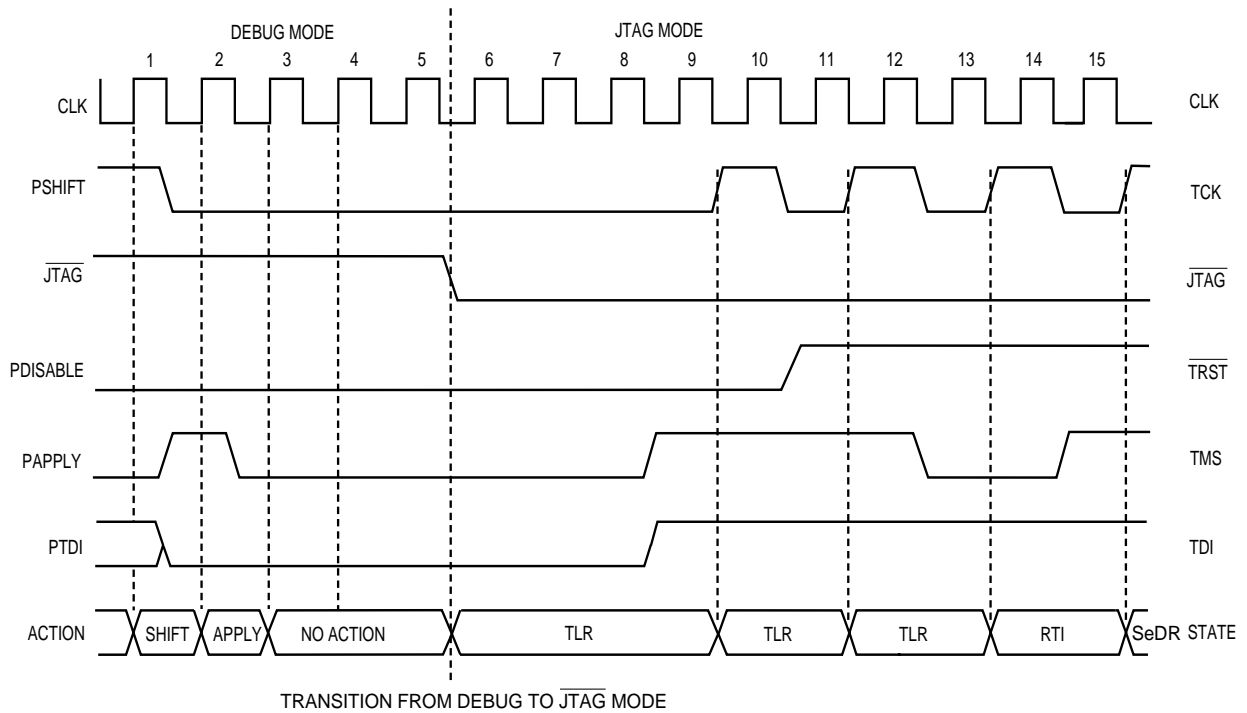 DEBUG MODE JTAG MODE
1 2 3 4 5 6 7 8 9 10 11 12 13 14 15
CLK CLK
PSHIFT TCK
JTAG JTAG
PDISABLE TRST
PAPPLY TMS
PTDI TDI
ACTION SHIFT APPLY NO ACTION TLR TLR TLR RTI SeDR STATE
TRANSITION FROM DEBUG TO JTAG MODE